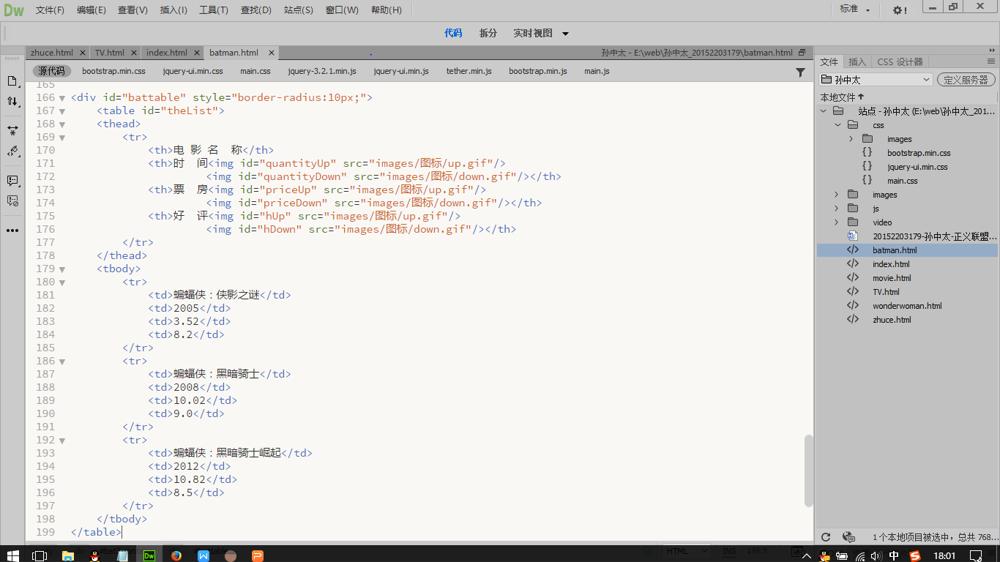 Dw 文件(F) 编辑(E) 查看(V) 插入(I) 工具(T) 查找(D) 站点(S) 窗口(W) 帮助(H) 标准
代码 拆分 实时视图
zhuce.html TV.html index.html batman.html 孙中太 - E:\web\孙中太_20152203179\batman.html
源代码 bootstrap.min.css jquery-ui.min.css main.css jquery-3.2.1.min.js jquery-ui.min.js tether.min.js bootstrap.min.js main.js
165
166 <div id="battable" style="border-radius:10px;">
167 <table id="theList">
168 <thead>
169 <tr>
170 <th>电 影 名  称</th>
171 <th>时  间<img id="quantityUp" src="images/图标/up.gif"/>
172 <img id="quantityDown" src="images/图标/down.gif"/></th>
173 <th>票  房<img id="priceUp" src="images/图标/up.gif"/>
174 <img id="priceDown" src="images/图标/down.gif"/></th>
175 <th>好  评<img id="hUp" src="images/图标/up.gif"/>
176 <img id="hDown" src="images/图标/down.gif"/></th>
177 </tr>
178 </thead>
179 <tbody>
180 <tr>
181 <td>蝙蝠侠：侠影之谜</td>
182 <td>2005</td>
183 <td>3.52</td>
184 <td>8.2</td>
185 </tr>
186 <tr>
187 <td>蝙蝠侠：黑暗骑士</td>
188 <td>2008</td>
189 <td>10.02</td>
190 <td>9.0</td>
191 </tr>
192 <tr>
193 <td>蝙蝠侠：黑暗骑士崛起</td>
194 <td>2012</td>
195 <td>10.82</td>
196 <td>8.5</td>
197 </tr>
198 </tbody>
199 </table>
文件 插入 CSS 设计器
孙中太 定义服务器
本地文件
站点 - 孙中太 (E:\web\孙中太_201...
css
images
bootstrap.min.css
jquery-ui.min.css
main.css
images
js
video
20152203179-孙中太-正义联盟...
batman.html
index.html
movie.html
TV.html
wonderwoman.html
zhuce.html
1 个本地项目被选中，总共 768...
HTML INS 199:9
Dw W P 中 S 18:01